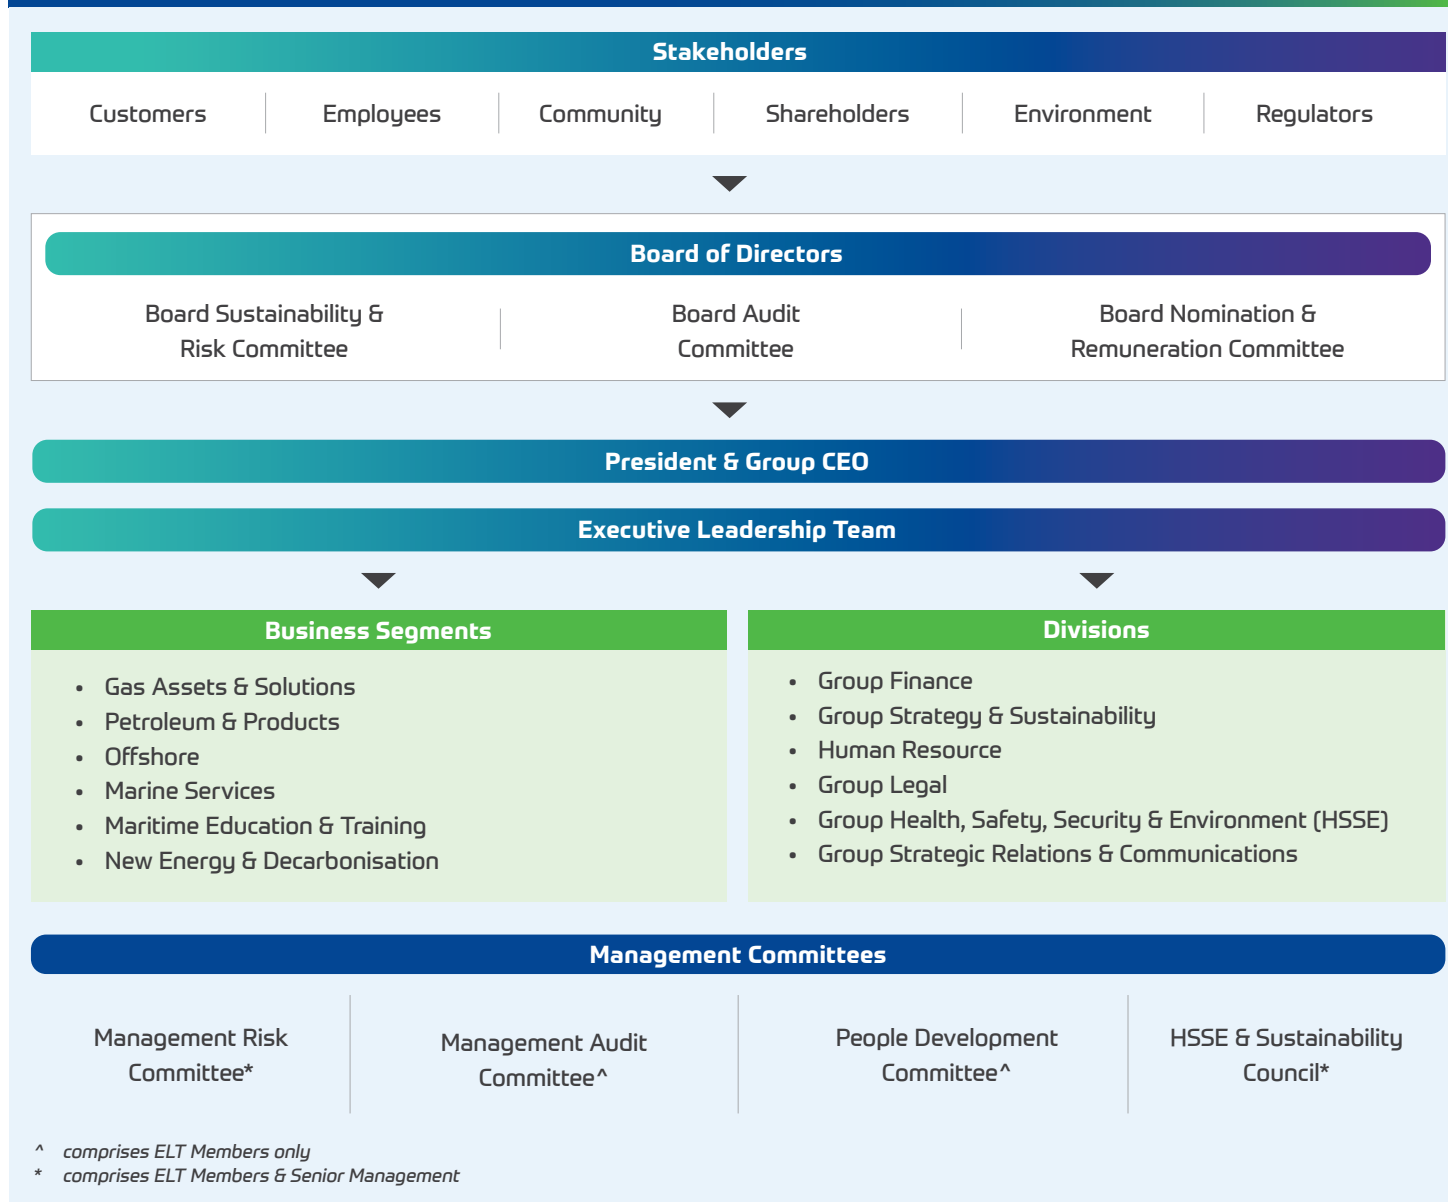 Stakeholders
Customers
Employees
Community
Shareholders
Environment
Regulators
Board of Directors
Board Sustainability &
Risk Committee
Board Audit
Committee
Board Nomination &
Remuneration Committee
President & Group CEO
Executive Leadership Team
Business Segments
• Gas Assets & Solutions
• Petroleum & Products
• Offshore
• Marine Services
• Maritime Education & Training
• New Energy & Decarbonisation
Divisions
• Group Finance
• Group Strategy & Sustainability
• Human Resource
• Group Legal
• Group Health, Safety, Security & Environment (HSSE)
• Group Strategic Relations & Communications
Management Committees
Management Risk
Committee*
Management Audit
Committee^
People Development
Committee^
HSSE & Sustainability
Council*
^ comprises ELT Members only
* comprises ELT Members & Senior Management